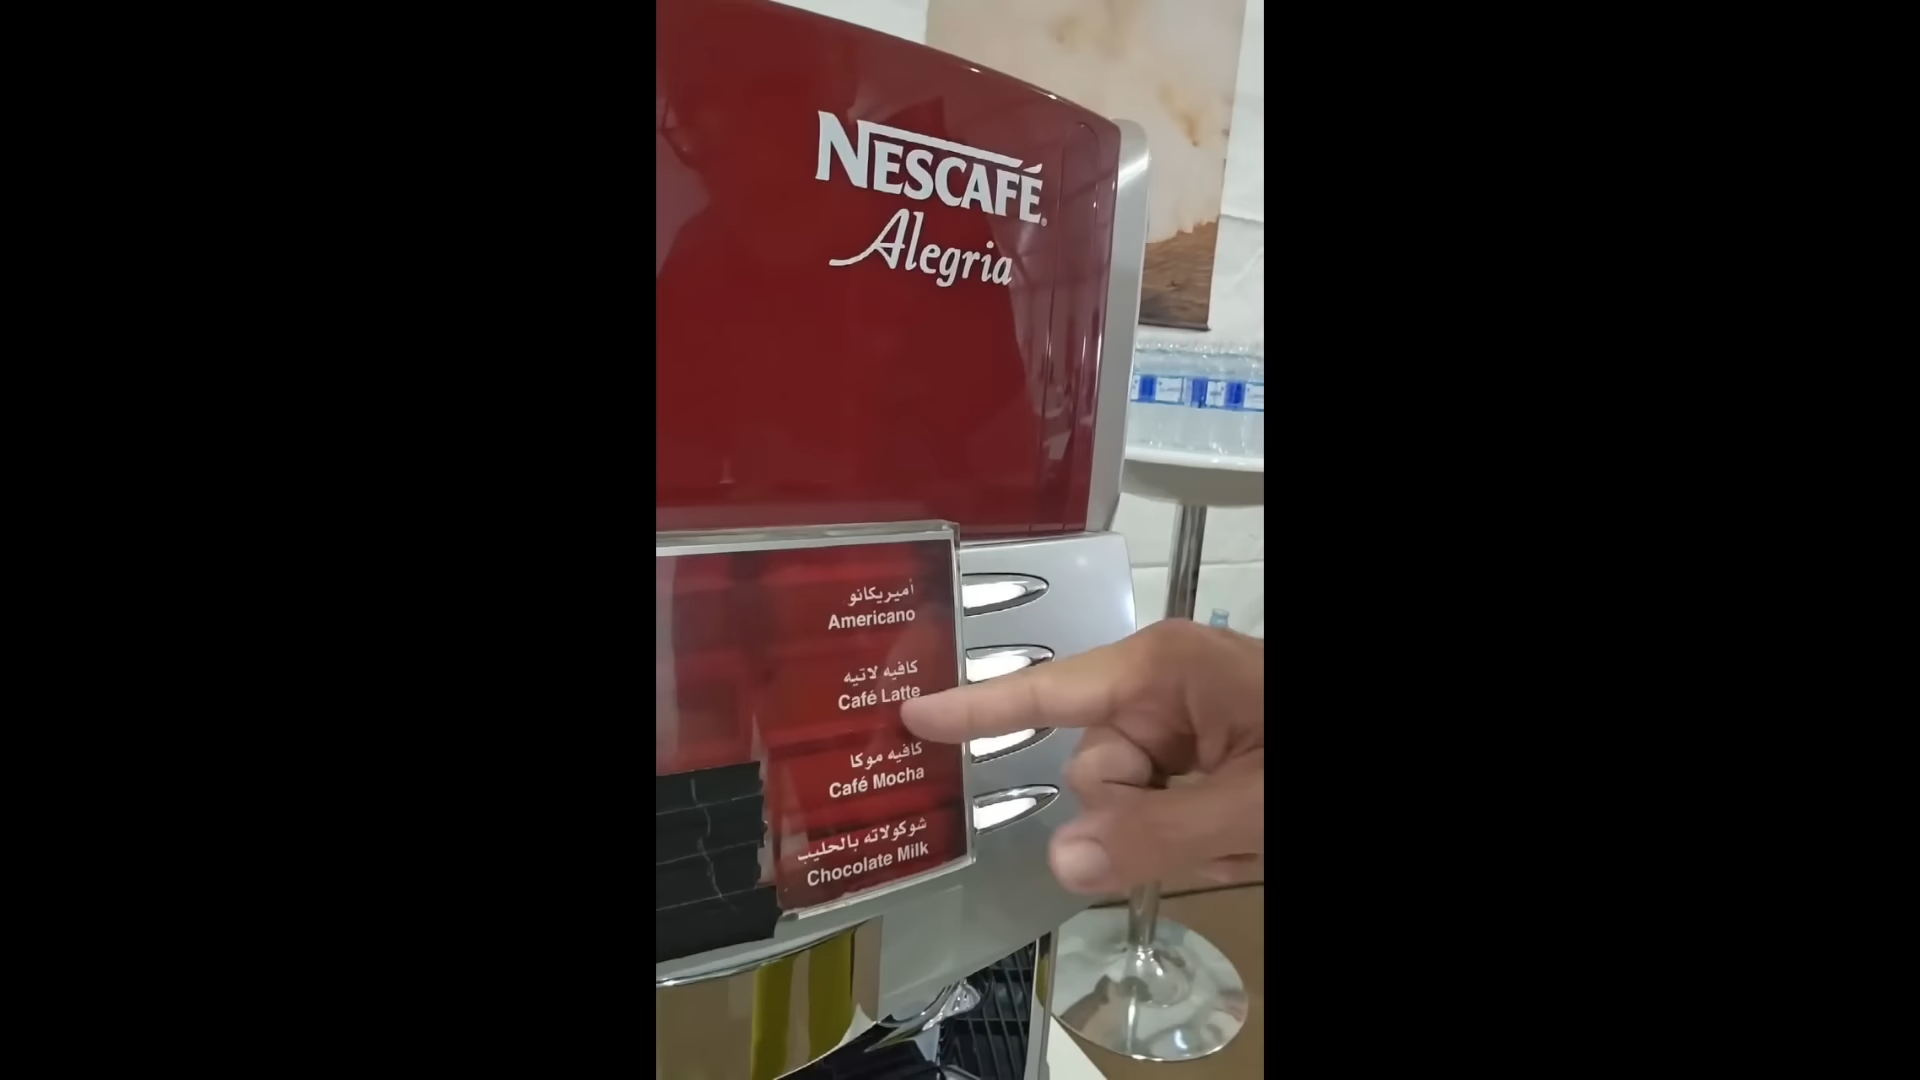 NESCAFÉ
Alegria
أميريكانو
Americano
كافيه لاتيه
Café Latte
كافيه موكا
Café Mocha
شوكولاته بالحليب
Chocolate Milk